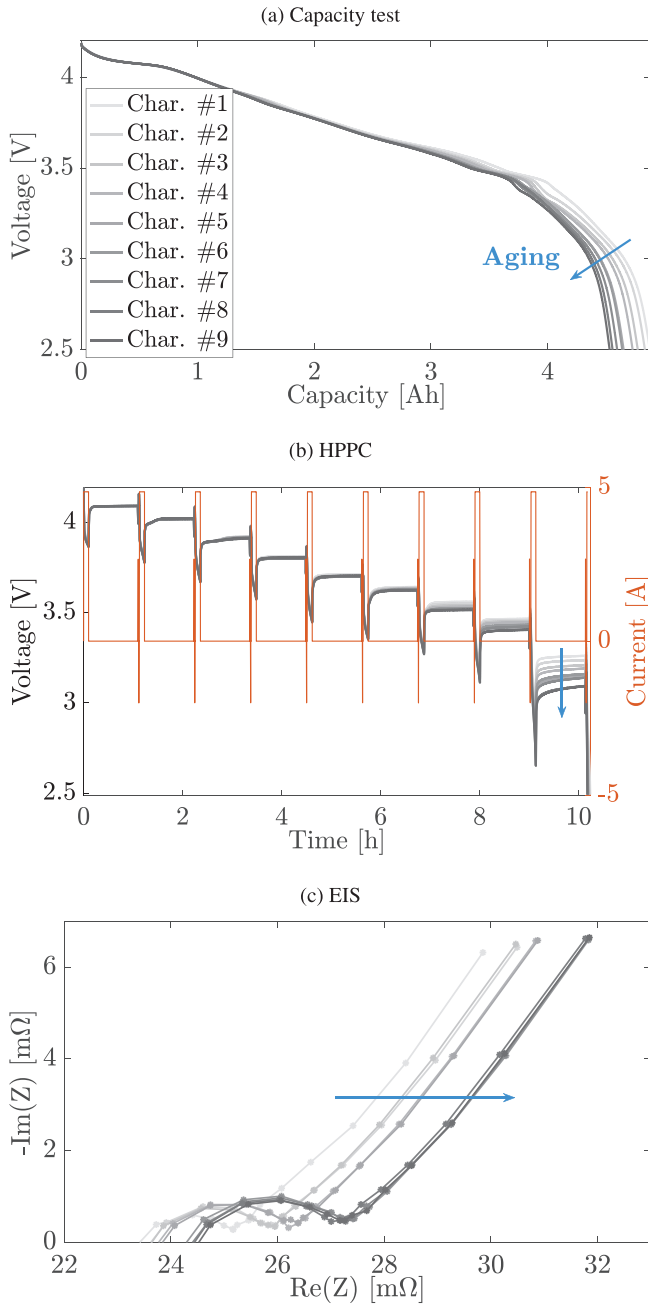 (a) Capacity test
Voltage [V]
4
3.5
3
2.5
Char. #1
Char. #2
Char. #3
Char. #4
Char. #5
Char. #6
Char. #7
Char. #8
Char. #9
Aging
0 1 2 3 4
Capacity [Ah]
(b) HPPC
Voltage [V]
4
3.5
3
2.5
5
0
-5
Current [A]
0 2 4 6 8 10
Time [h]
(c) EIS
-Im(Z) [mΩ]
6
4
2
0
22 24 26 28 30 32
Re(Z) [mΩ]